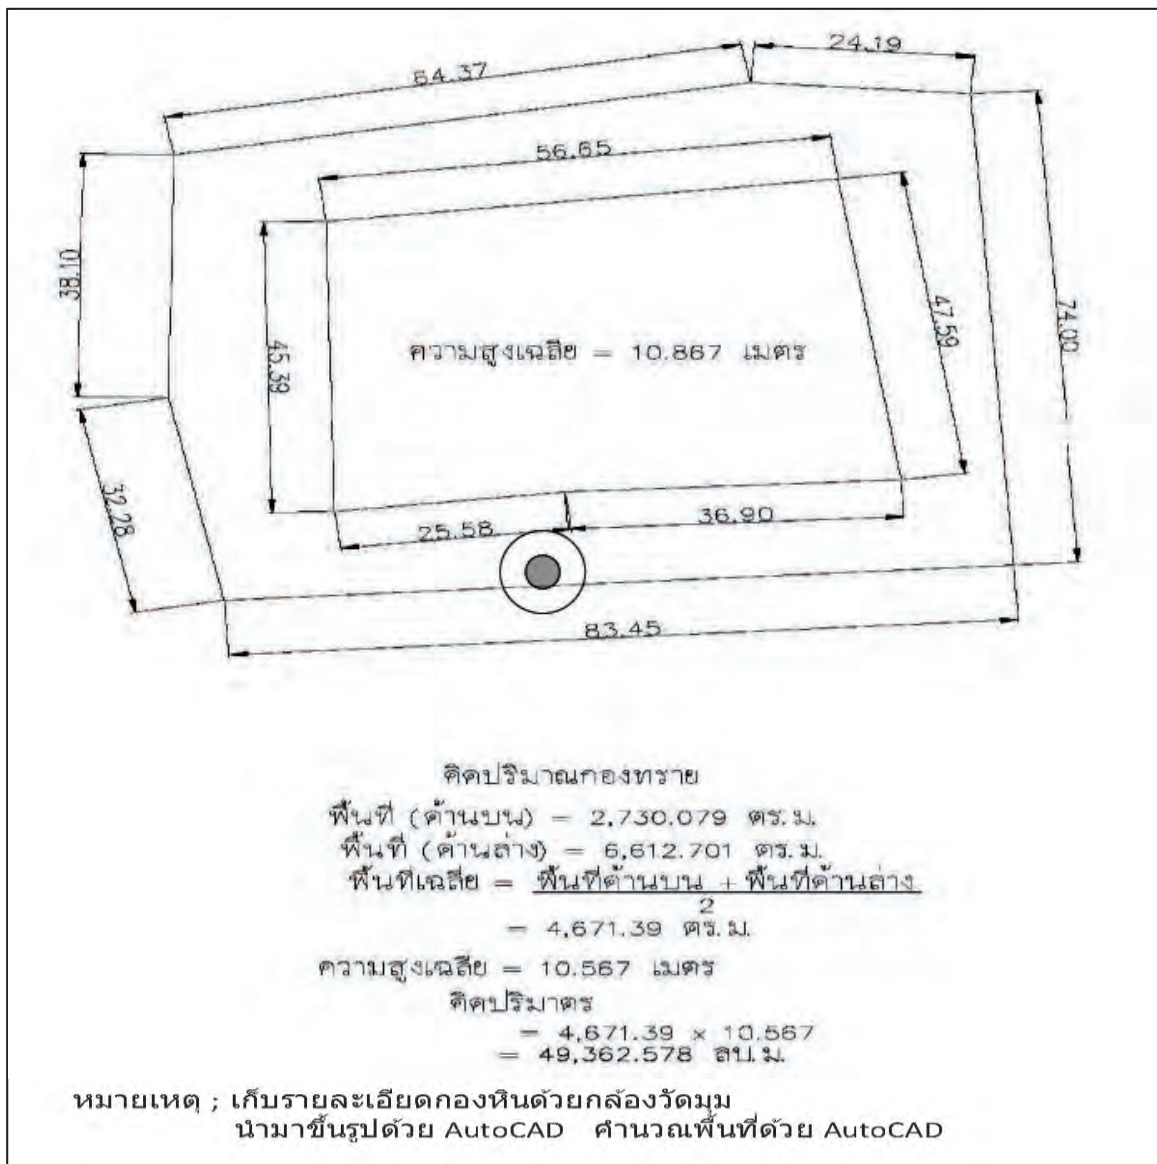 64.37
24.19
56.65
38.10
45.39
47.59
74.00
ความสูงเฉลี่ย = 10.867 เมตร
32.28
25.58
36.90
83.45
คิดปริมาณกองทราย
พื้นที่ (ด้านบน) = 2,730.079 ตร.ม.
พื้นที่ (ด้านล่าง) = 6,612.701 ตร.ม.
พื้นที่เฉลี่ย = พื้นที่ด้านบน + พื้นที่ด้านล่าง
2
= 4,671.39 ตร.ม.
ความสูงเฉลี่ย = 10.567 เมตร
คิดปริมาตร
= 4,671.39 × 10.567
= 49,362.578 ลบ.ม.
หมายเหตุ ; เก็บรายละเอียดกองหินด้วยกล้องวัดมุม
นำมาขึ้นรูปด้วย AutoCAD คำนวณพื้นที่ด้วย AutoCAD